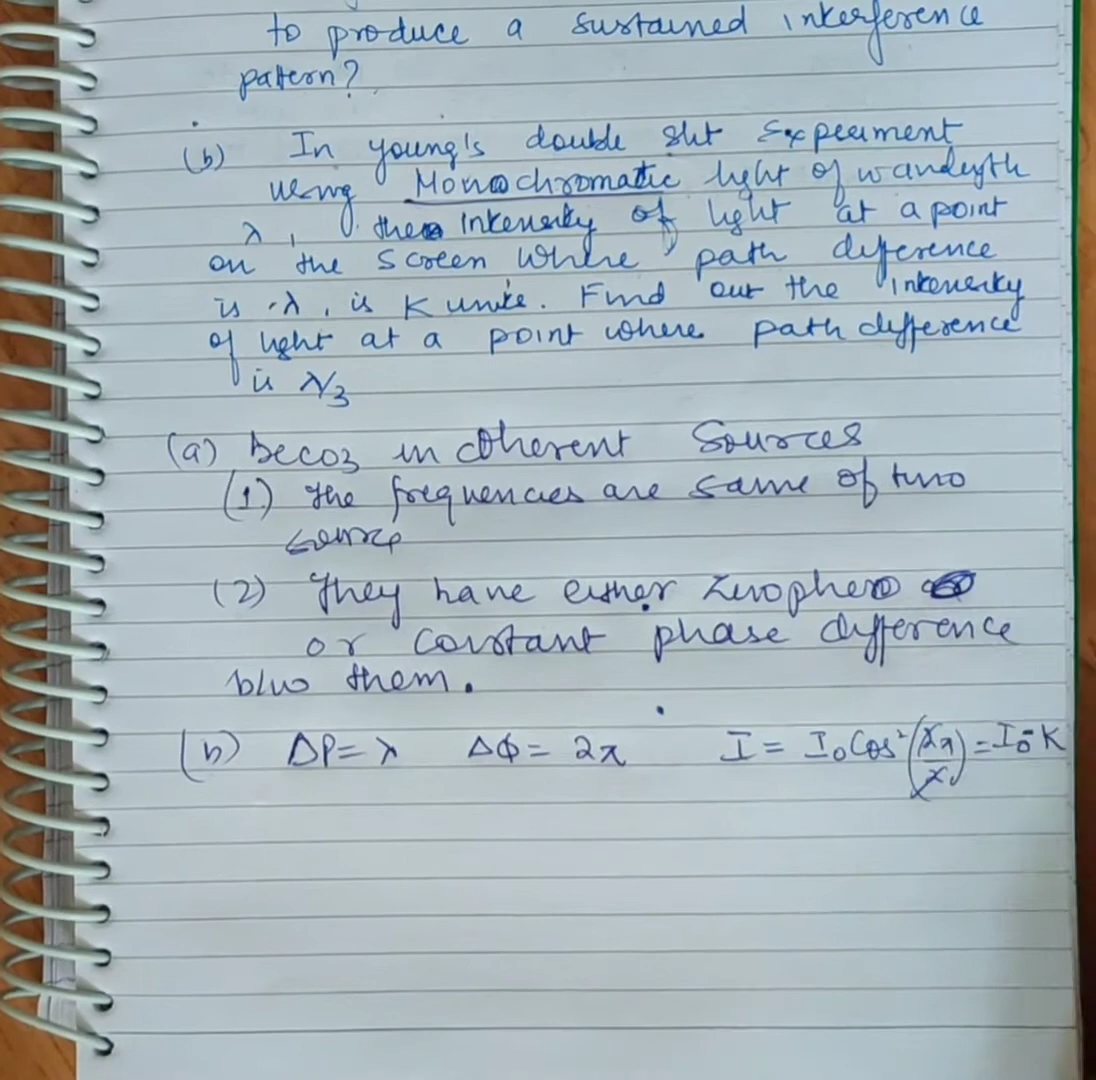 to produce a sustained interference
pattern?
(b) In young's double slit Experiment
using Monochromatic light of wavelength
λ, the intensity of light at a point
on the screen where path difference
is λ, is K units. Find out the intensity
of light at a point where path difference
is λ/3
(a) Becoz in coherent Sources
(1) The frequencies are same of two
source
(2) They have either zero phase
or constant phase difference
b/w them.
(b) ΔP=λ Δϕ= 2π I = I₀ Cos²(2π/2) = I₀ = K